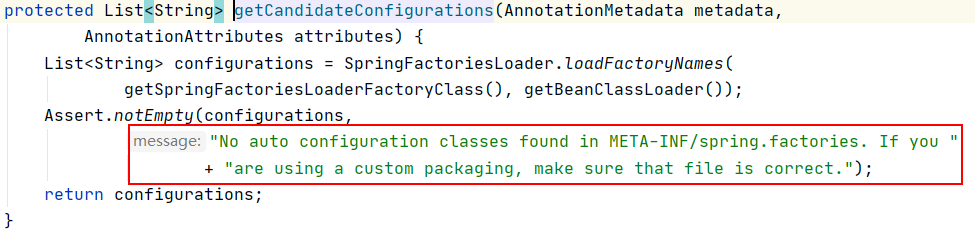 protected List<String> getCandidateConfigurations(AnnotationMetadata metadata,
        AnnotationAttributes attributes) {
    List<String> configurations = SpringFactoriesLoader.loadFactoryNames(
            getSpringFactoriesLoaderFactoryClass(), getBeanClassLoader());
    Assert.notEmpty(configurations,
            message: "No auto configuration classes found in META-INF/spring.factories. If you "
                    + "are using a custom packaging, make sure that file is correct.");
    return configurations;
}